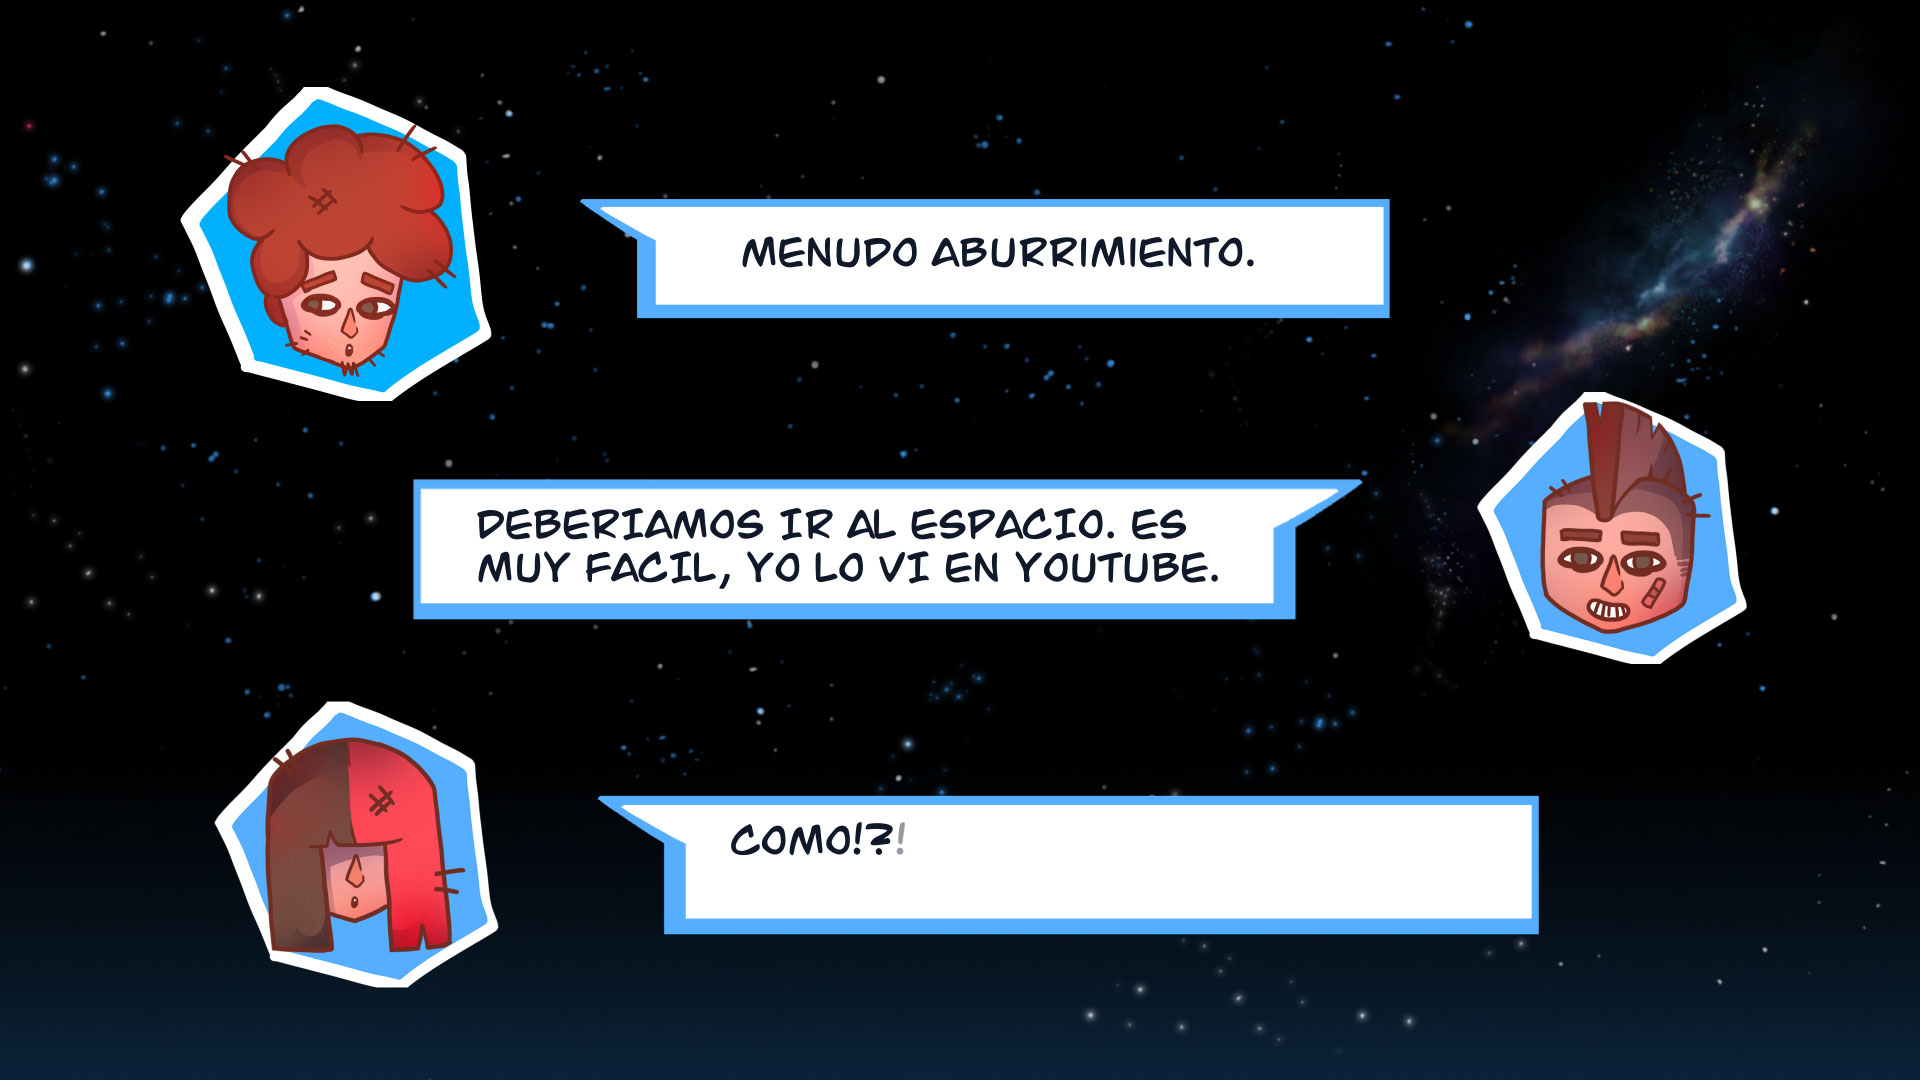 MENUDO ABURRIMIENTO.
DEBERIAMOS IR AL ESPACIO. ES
MUY FACIL, YO LO VI EN YOUTUBE.
COMO!?!